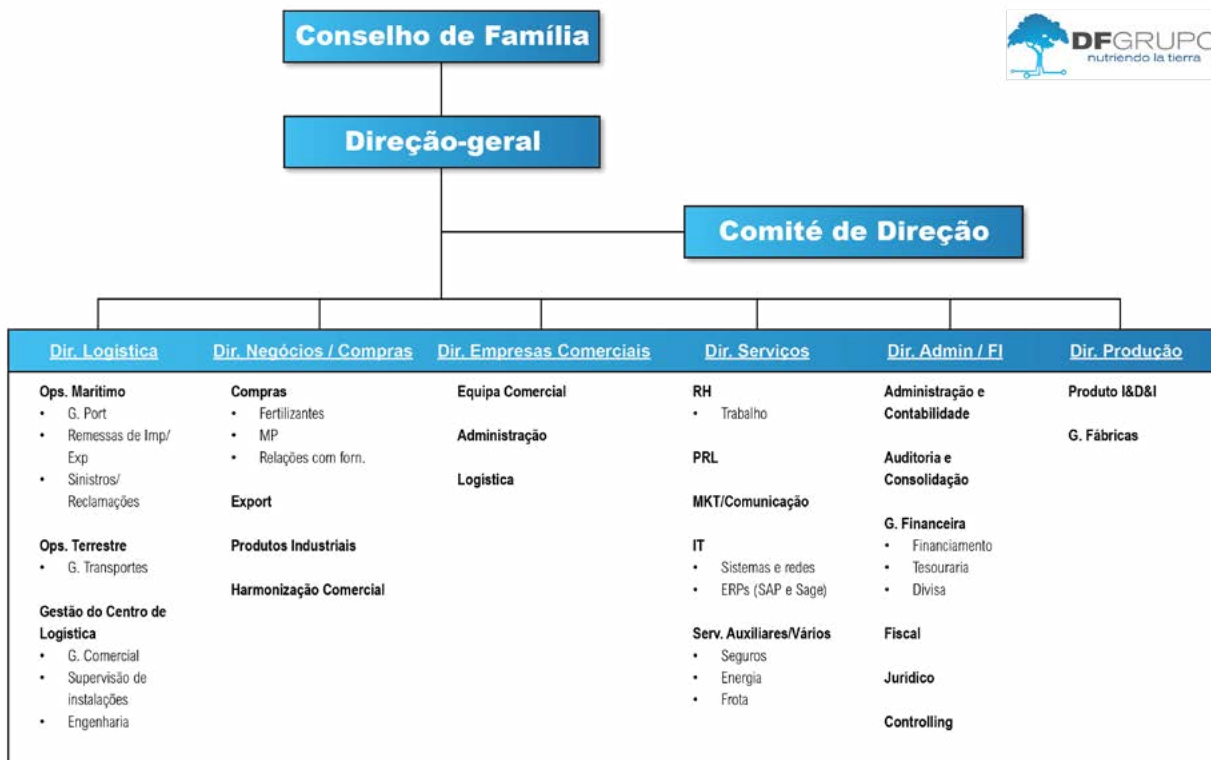 Conselho de Família
DFGRUPO
nutriendo la tierra
Direção-geral
Comité de Direção
Dir. Logística
Ops. Marítimo
• G. Port
• Remessas de Imp/
Exp
• Sinistros/
Reclamações
Ops. Terrestre
• G. Transportes
Gestão do Centro de
Logística
• G. Comercial
• Supervisão de
instalações
• Engenharia
Dir. Negócios / Compras
Compras
• Fertilizantes
• MP
• Relações com forn.
Export
Produtos Industriais
Harmonização Comercial
Dir. Empresas Comerciais
Equipa Comercial
Administração
Logística
Dir. Serviços
RH
• Trabalho
PRL
MKT/Comunicação
IT
• Sistemas e redes
• ERPs (SAP e Sage)
Serv. Auxiliares/Vários
• Seguros
• Energia
• Frota
Dir. Admin / FI
Administração e
Contabilidade
Auditoria e
Consolidação
G. Financeira
• Financiamento
• Tesouraria
• Divisa
Fiscal
Jurídico
Controlling
Dir. Produção
Produto I&D&I
G. Fábricas